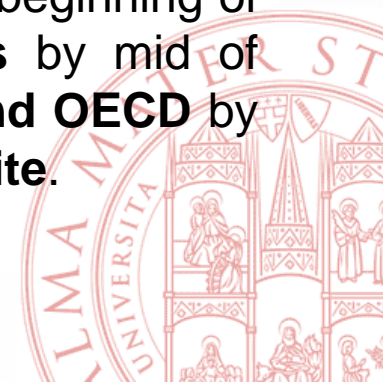 beginning of
s by mid of
nd OECD by
ite.
ALMA MATER ST
UNIVERSITA